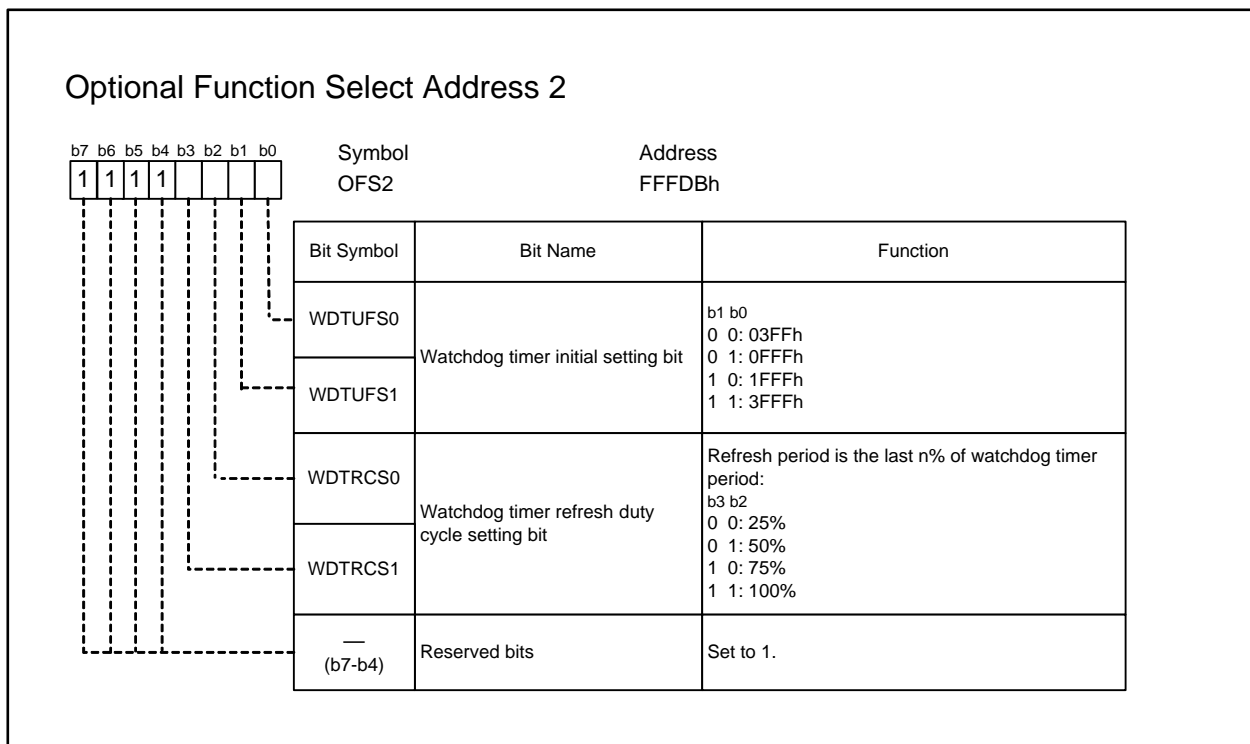 Optional Function Select Address 2
b7 b6 b5 b4 b3 b2 b1 b0
1 1 1 1
Symbol Address
OFS2 FFFDBh
Bit Symbol Bit Name Function
WDTUFS0
WDTUFS1
Watchdog timer initial setting bit
b1 b0
0 0: 03FFh
0 1: 0FFFh
1 0: 1FFFh
1 1: 3FFFh
WDTRCS0
WDTRCS1
Watchdog timer refresh duty
cycle setting bit
Refresh period is the last n% of watchdog timer
period:
b3 b2
0 0: 25%
0 1: 50%
1 0: 75%
1 1: 100%
—
(b7-b4)
Reserved bits
Set to 1.